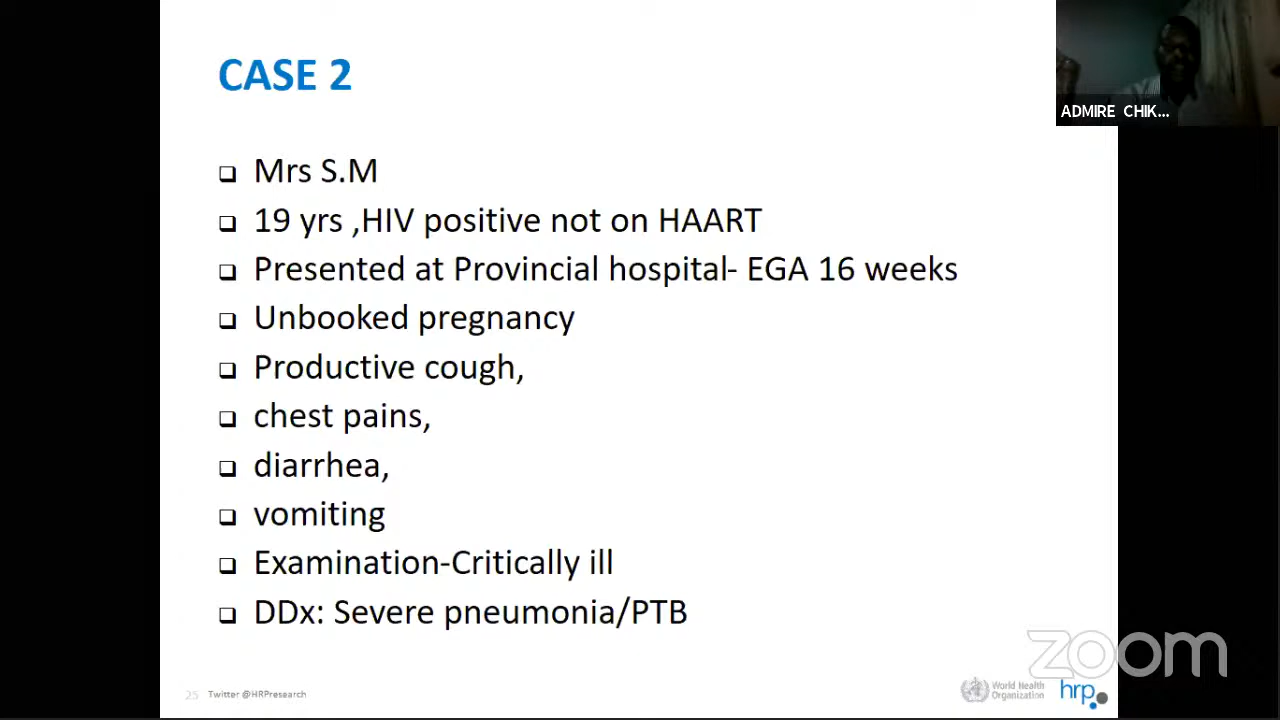 CASE 2
ADMIRE CHIK...
Mrs S.M
19 yrs ,HIV positive not on HAART
Presented at Provincial hospital- EGA 16 weeks
Unbooked pregnancy
Productive cough,
chest pains,
diarrhea,
vomiting
Examination-Critically ill
DDx: Severe pneumonia/PTB
zoom
25 Twitter @HRPresearch
World Health
Organization
hrp